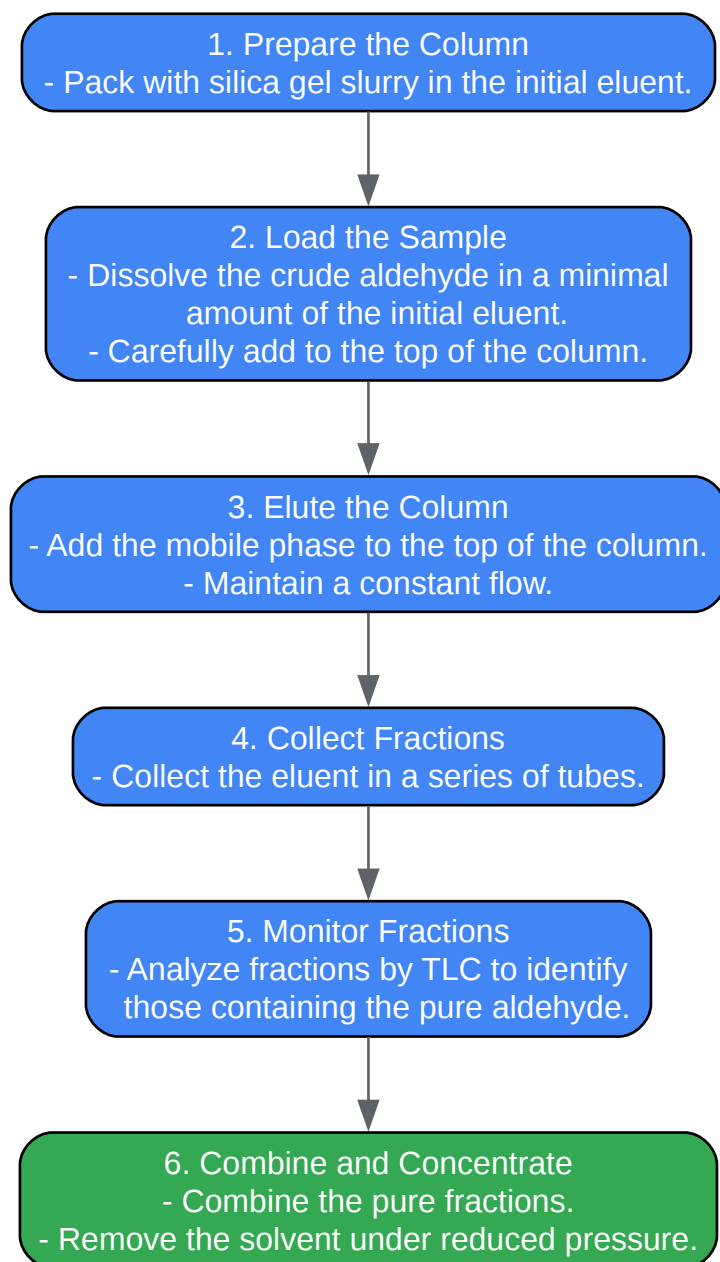 1. Prepare the Column
- Pack with silica gel slurry in the initial eluent.
2. Load the Sample
- Dissolve the crude aldehyde in a minimal
amount of the initial eluent.
- Carefully add to the top of the column.
3. Elute the Column
- Add the mobile phase to the top of the column.
- Maintain a constant flow.
4. Collect Fractions
- Collect the eluent in a series of tubes.
5. Monitor Fractions
- Analyze fractions by TLC to identify
those containing the pure aldehyde.
6. Combine and Concentrate
- Combine the pure fractions.
- Remove the solvent under reduced pressure.